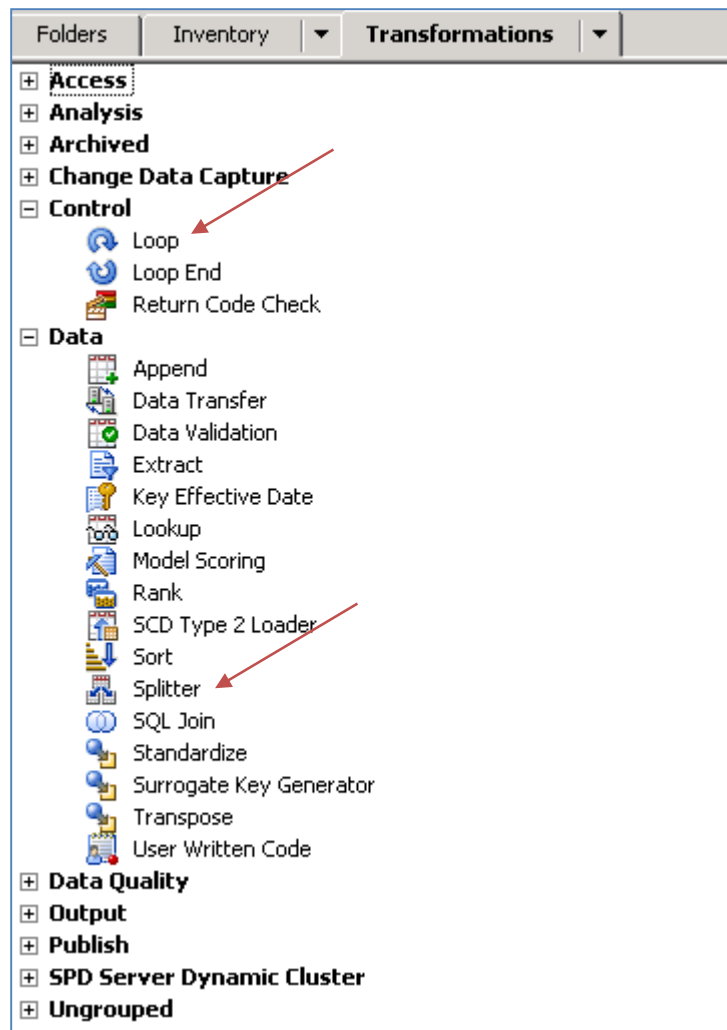 Folders Inventory Transformations
Access
Analysis
Archived
Change Data Capture
Control
Loop
Loop End
Return Code Check
Data
Append
Data Transfer
Data Validation
Extract
Key Effective Date
Lookup
Model Scoring
Rank
SCD Type 2 Loader
Sort
Splitter
SQL Join
Standardize
Surrogate Key Generator
Transpose
User Written Code
Data Quality
Output
Publish
SPD Server Dynamic Cluster
Ungrouped